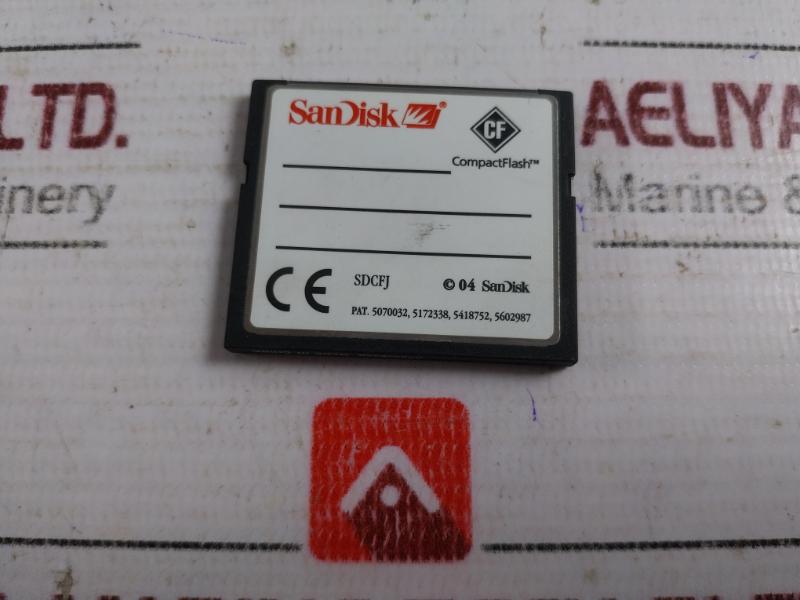 LTD.
inery
AELIYA
Marine &
SanDisk
CF
CompactFlash™
CE
SDCFJ
© 04 SanDisk
PAT. 5070032, 5172338, 5418752, 5602987